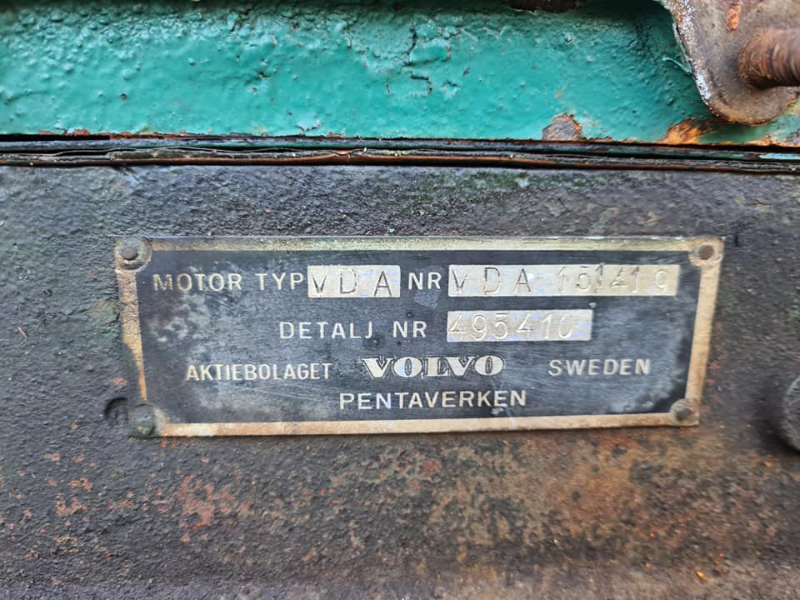 MOTOR TYP VDA NR VDA 151419
DETALJ NR 495410
AKTIEBOLAGET VOLVO SWEDEN
PENTAVERKEN